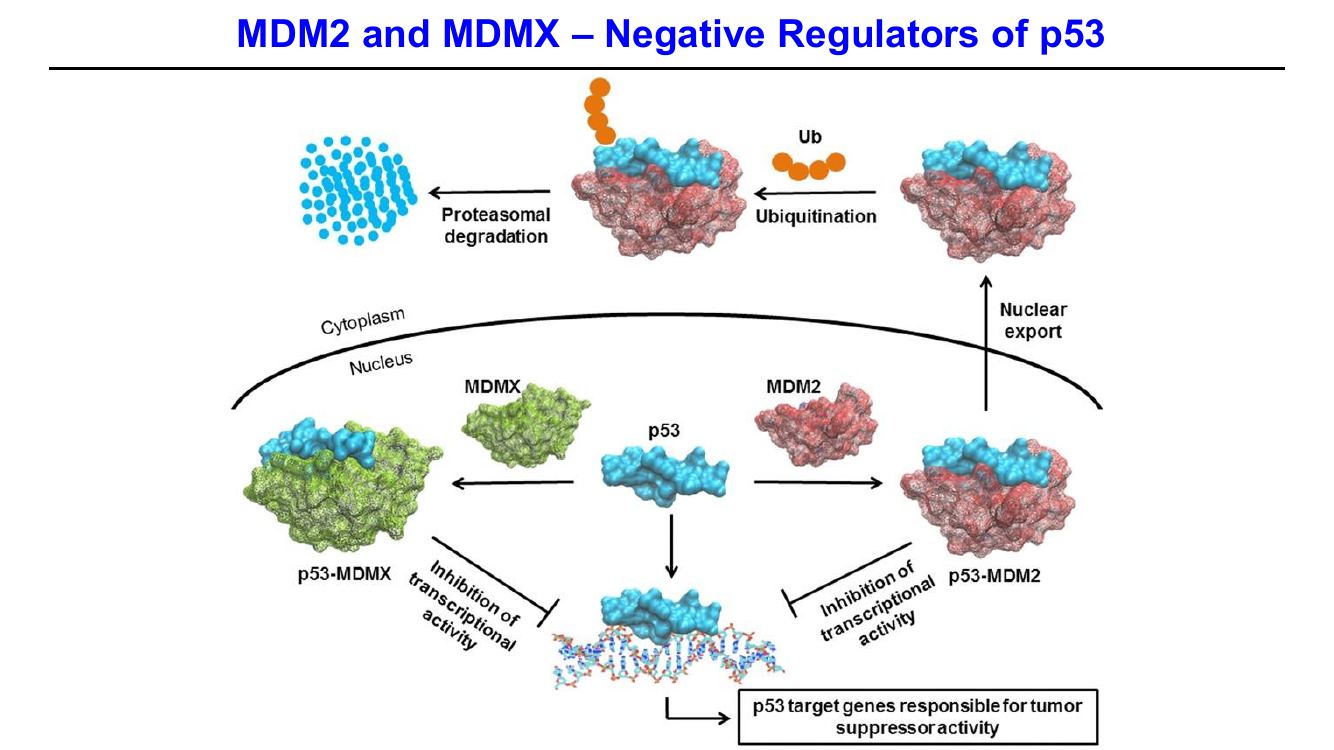 MDM2 and MDMX – Negative Regulators of p53
Ub
Proteasomal
degradation
Ubiquitination
Nuclear
export
Cytoplasm
Nucleus
MDMX
MDM2
p53
p53-MDMX
p53-MDM2
Inhibition of
transcriptional
activity
Inhibition of
transcriptional
activity
p53 target genes responsible for tumor
suppressor activity